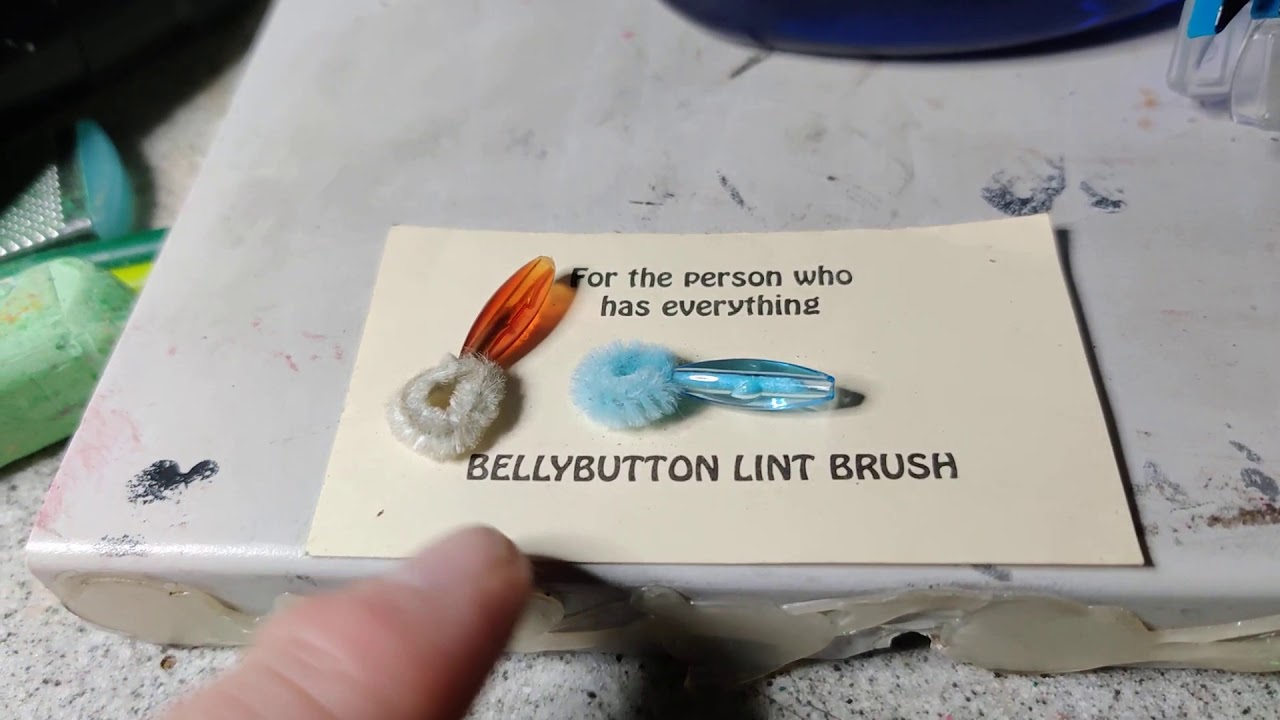 For the person who
has everything
BELLYBUTTON LINT BRUSH